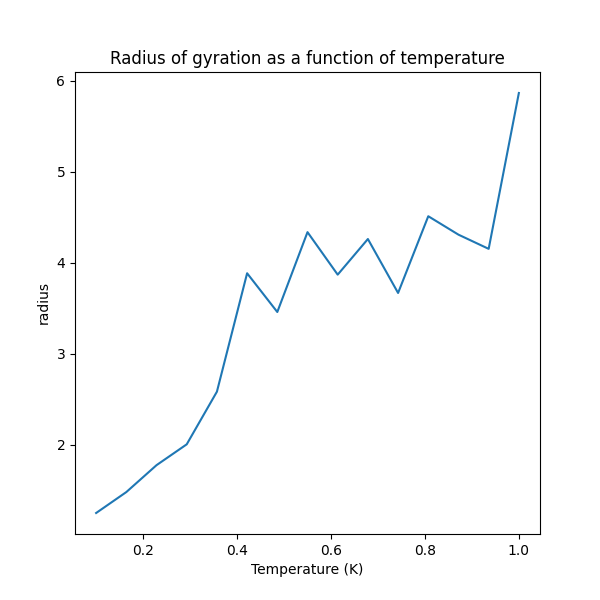 Radius of gyration as a function of temperature
6
5
4
3
2
radius
0.2 0.4 0.6 0.8 1.0
Temperature (K)